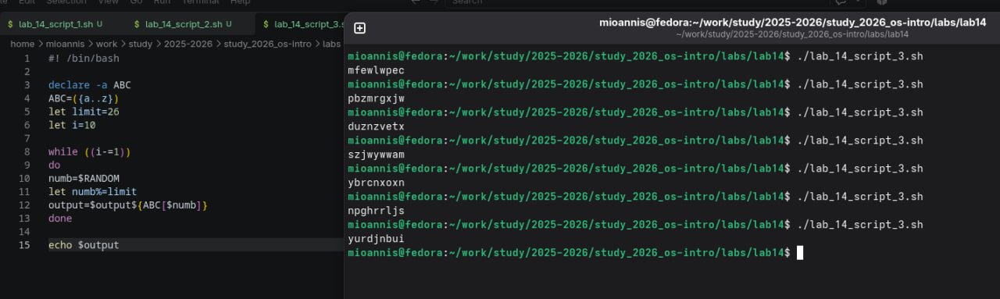 Edit Selection View Go Run Terminal Help
Search
$ lab_14_script_1.sh U
$ lab_14_script_2.sh U
$ lab_14_script_3.s
home > mioannis > work > study > 2025-2026 > study_2026_os-intro > labs
1 #! /bin/bash
2
3 declare -a ABC
4 ABC=({a..z})
5 let limit=26
6 let i=10
7
8 while ((i-=1))
9 do
10 numb=$RANDOM
11 let numb%=limit
12 output=$output${ABC[$numb]}
13 done
14
15 echo $output
mioannis@fedora:~/work/study/2025-2026/study_2026_os-intro/labs/lab14
~/work/study/2025-2026/study_2026_os-intro/labs/lab14
mioannis@fedora:~/work/study/2025-2026/study_2026_os-intro/labs/lab14$ ./lab_14_script_3.sh
mfewlwpec
mioannis@fedora:~/work/study/2025-2026/study_2026_os-intro/labs/lab14$ ./lab_14_script_3.sh
pbzmrgxjw
mioannis@fedora:~/work/study/2025-2026/study_2026_os-intro/labs/lab14$ ./lab_14_script_3.sh
duznzvetx
mioannis@fedora:~/work/study/2025-2026/study_2026_os-intro/labs/lab14$ ./lab_14_script_3.sh
szjwywwam
mioannis@fedora:~/work/study/2025-2026/study_2026_os-intro/labs/lab14$ ./lab_14_script_3.sh
ybrcnxoxn
mioannis@fedora:~/work/study/2025-2026/study_2026_os-intro/labs/lab14$ ./lab_14_script_3.sh
npghrrljs
mioannis@fedora:~/work/study/2025-2026/study_2026_os-intro/labs/lab14$ ./lab_14_script_3.sh
yurdjnbui
mioannis@fedora:~/work/study/2025-2026/study_2026_os-intro/labs/lab14$